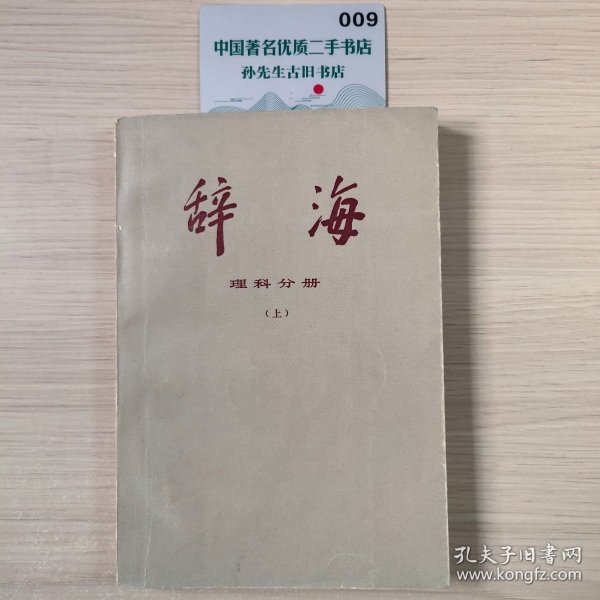 009
中国著名优质二手书店
孙先生古旧书店
辞海
理科分册
（上）
孔夫子旧书网
www.kongfz.com